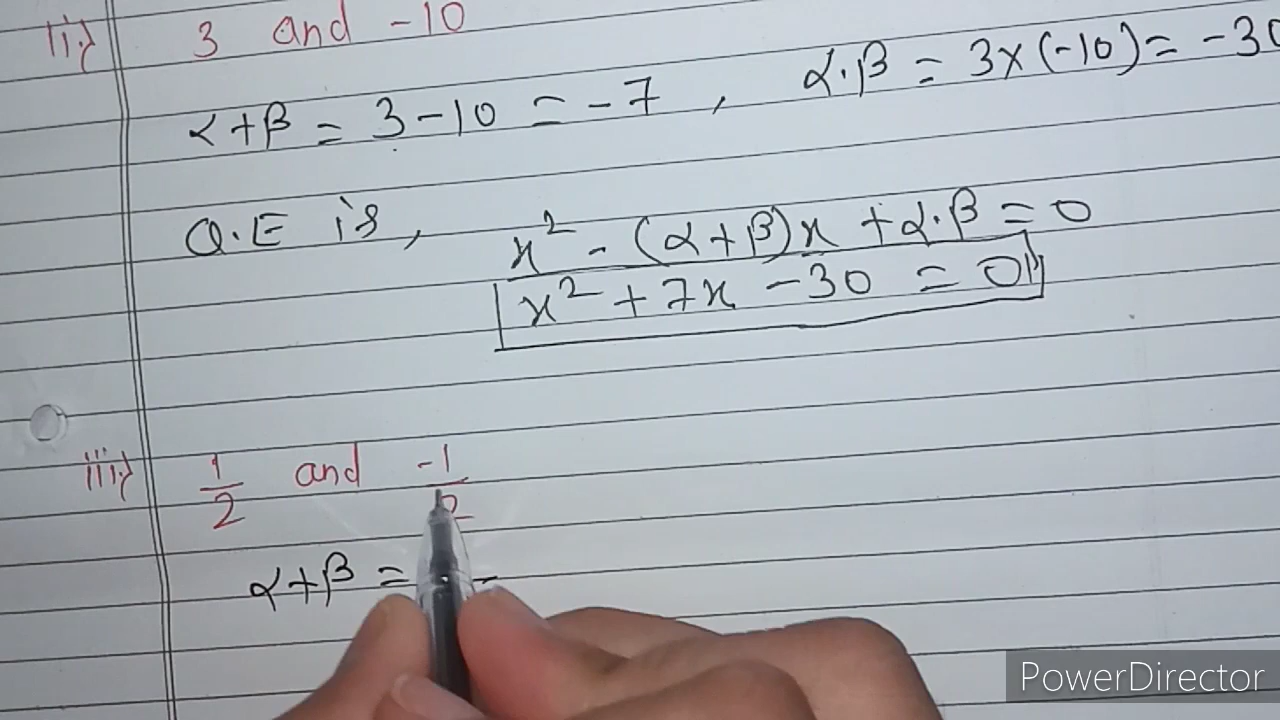 ii) 3 and -10
α+β = 3-10 = -7 , α.β = 3×(-10) = -30
Q.E is, x² - (α+β)x + α.β = 0
x² + 7x - 30 = 0
iii) 1/2 and -1/2
α+β =
PowerDirector